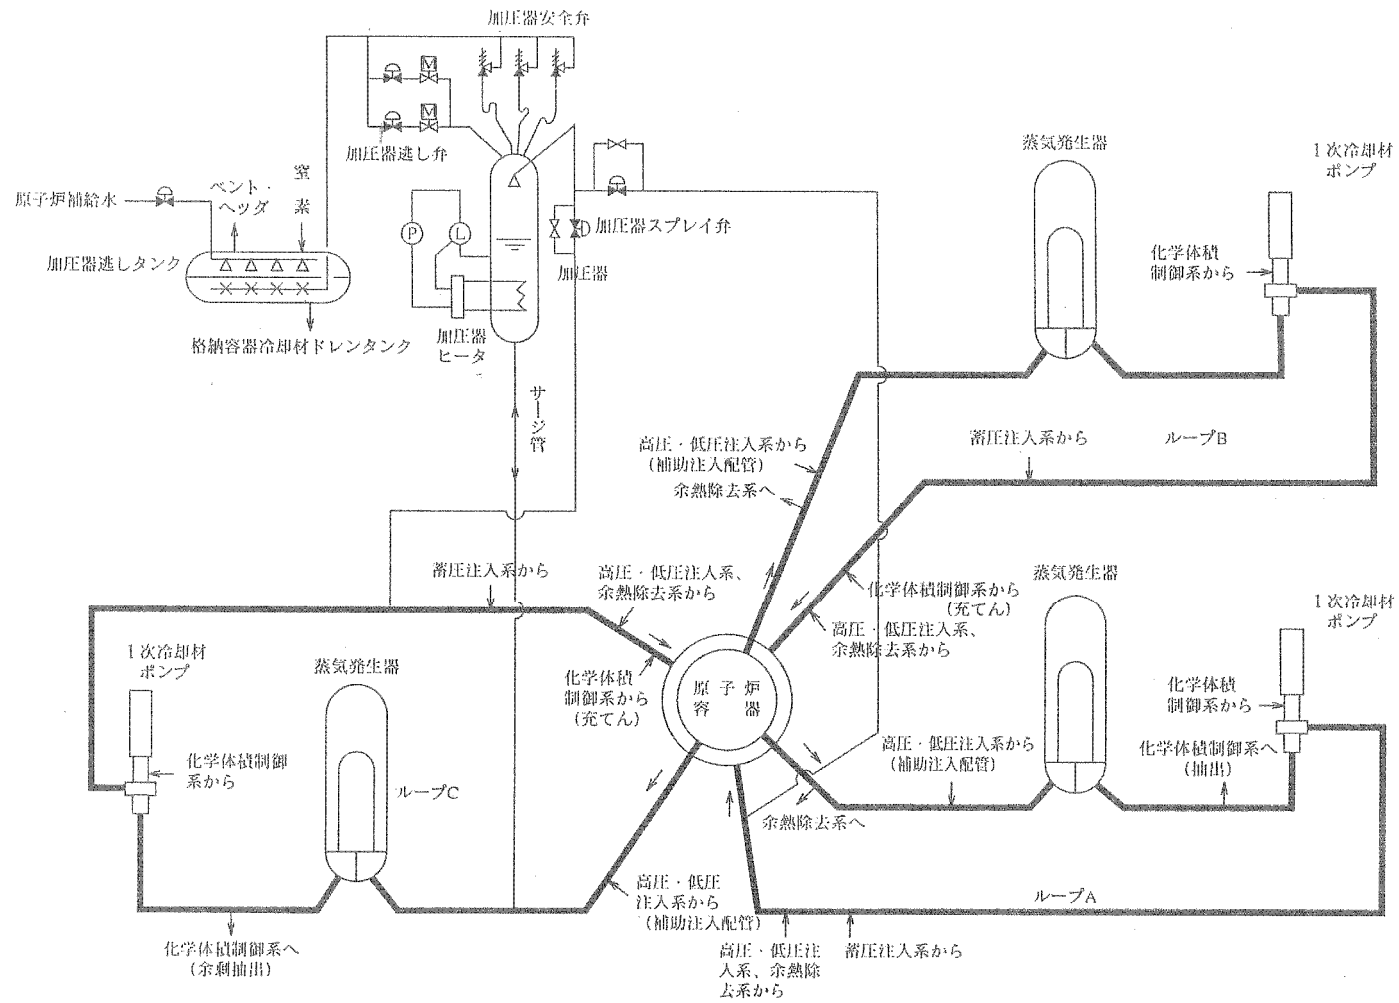 加圧器安全弁
M
M
加圧器逃し弁
原子炉補給水
ベント・
ヘッダ
窒
素
加圧器逃しタンク
格納容器冷却材ドレンタンク
P
L
加圧器
ヒータ
加圧器スプレイ弁
加圧器
サージ管
蒸気発生器
1次冷却材
ポンプ
化学体積
制御系から
高圧・低圧注入系から
(補助注入配管)
余熱除去系へ
蓄圧注入系から
ループB
蓄圧注入系から
高圧・低圧注入系、
余熱除去系から
化学体積制御系から
(充てん)
高圧・低圧注入系、
余熱除去系から
蒸気発生器
1次冷却材
ポンプ
1次冷却材
ポンプ
蒸気発生器
化学体積
制御系から
(充てん)
原子炉
容器
化学体積
制御系から
化学体積制御系へ
(抽出)
高圧・低圧注入系から
(補助注入配管)
化学体積制御
系から
ループC
余熱除去系へ
高圧・低圧
注入系から
(補助注入配管)
ループA
化学体積制御系へ
(余剰抽出)
高圧・低圧注
入系、余熱除
去系から
蓄圧注入系から